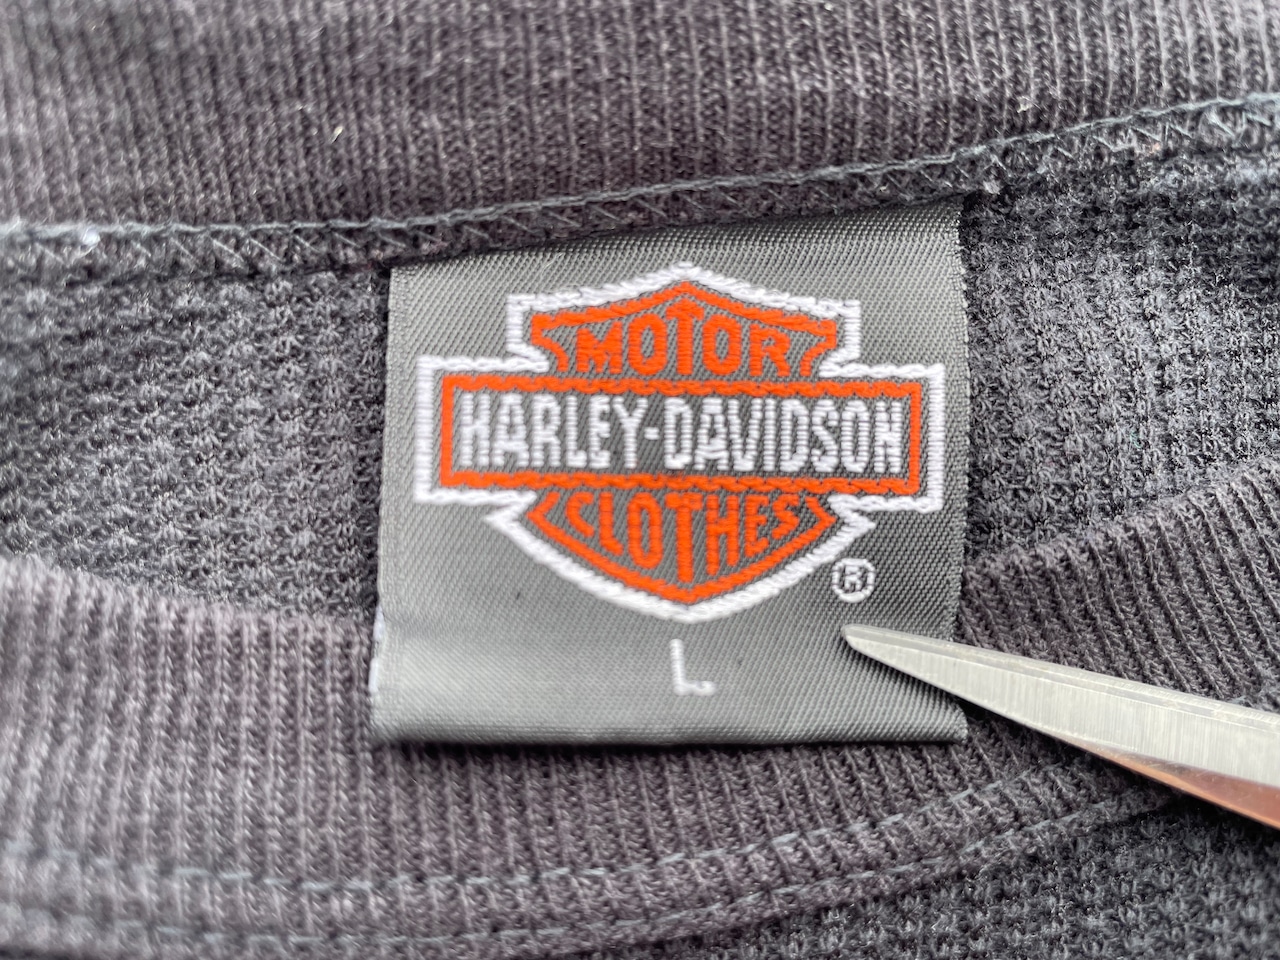 MOTOR
HARLEY-DAVIDSON
CLOTHES
®
L